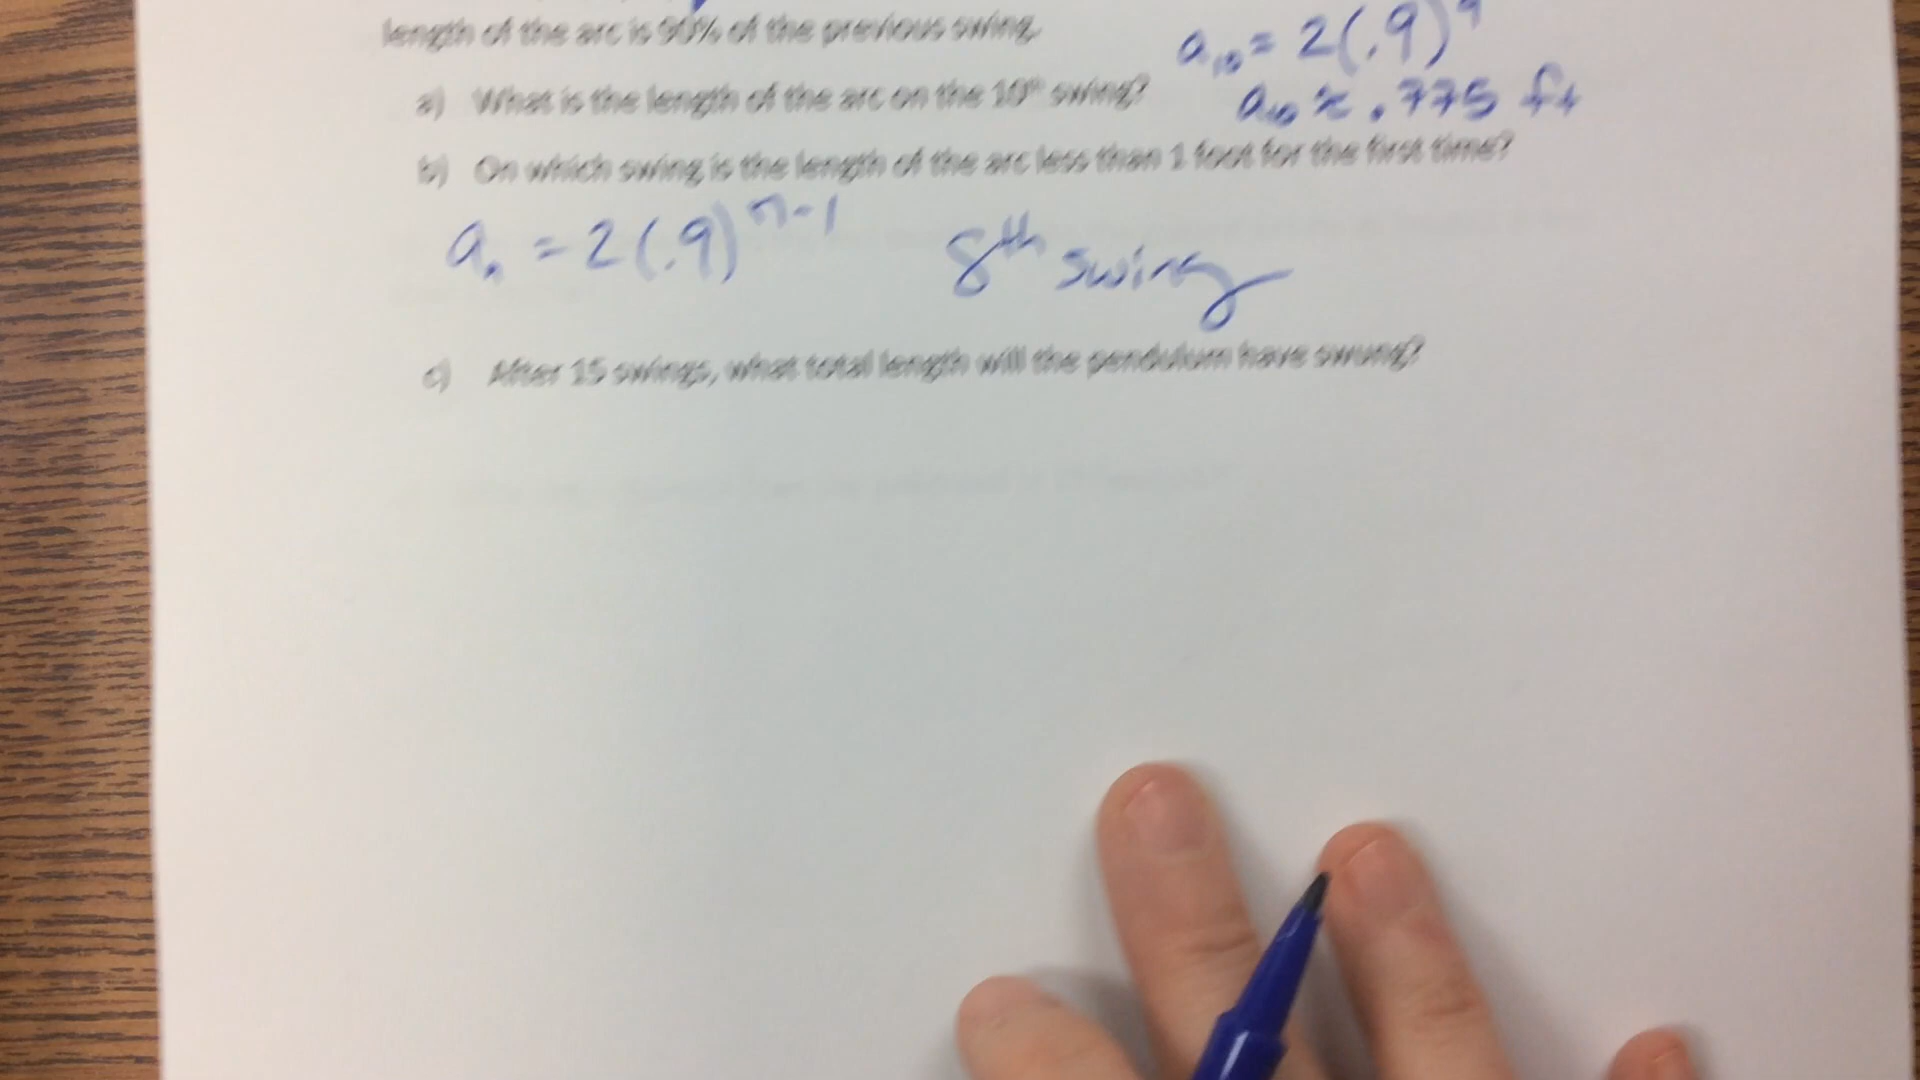 length of the arc is 90% of the previous swing.
a₁₀ = 2(.9)⁹
a) What is the length of the arc on the 10th swing?
a₁₀ ≈ .775 ft
b) On which swing is the length of the arc less than 1 foot for the first time?
aₙ = 2(.9)ⁿ⁻¹ 8th swing
c) After 15 swings, what total length will the pendulum have swung?